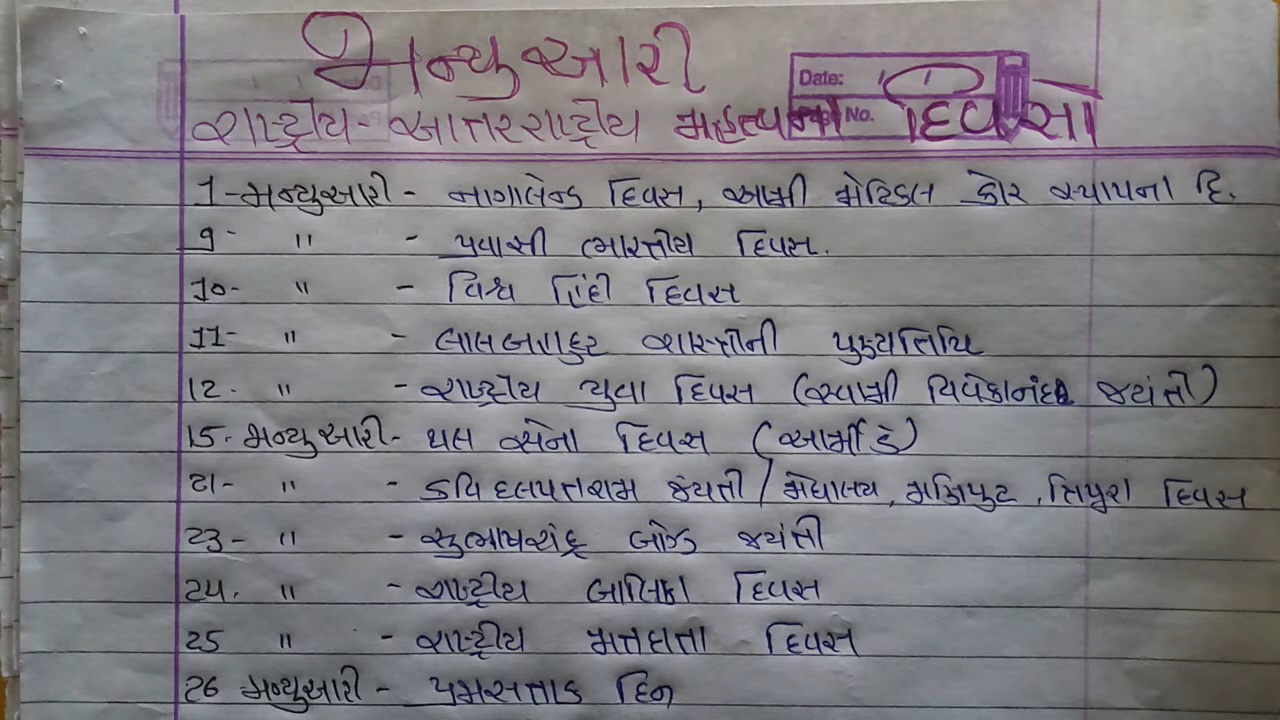 જાન્યુઆરી
Date:
રાષ્ટ્રીય - આંતરરાષ્ટ્રીય મહત્વના દિવસો
No.
1 - જાન્યુઆરી - નાગાલેન્ડ દિવસ, આર્મી મેડિકલ કોર સ્થાપના દિ.
9 - " - પ્રવાસી ભારતીય દિવસ.
10 - " - વિશ્વ હિંદી દિવસ
11 - " - લાલબહાદુર શાસ્ત્રીની પુણ્યતિથિ
12. " - રાષ્ટ્રીય યુવા દિવસ (સ્વામી વિવેકાનંદ જયંતી)
15 - જાન્યુઆરી - થલ સેના દિવસ (આર્મી ડે)
21 - " - કવિ દલપતરામ જંયતી / મેઘાલય, મણિપુર, ત્રિપુરા દિવસ
23 - " - સુભાષચંદ્ર બોઝ જયંતી
24. " - રાષ્ટ્રીય બાલિકા દિવસ
25 " - રાષ્ટ્રીય મતદાતા દિવસ
26 જાન્યુઆરી - પ્રજાસત્તાક દિન